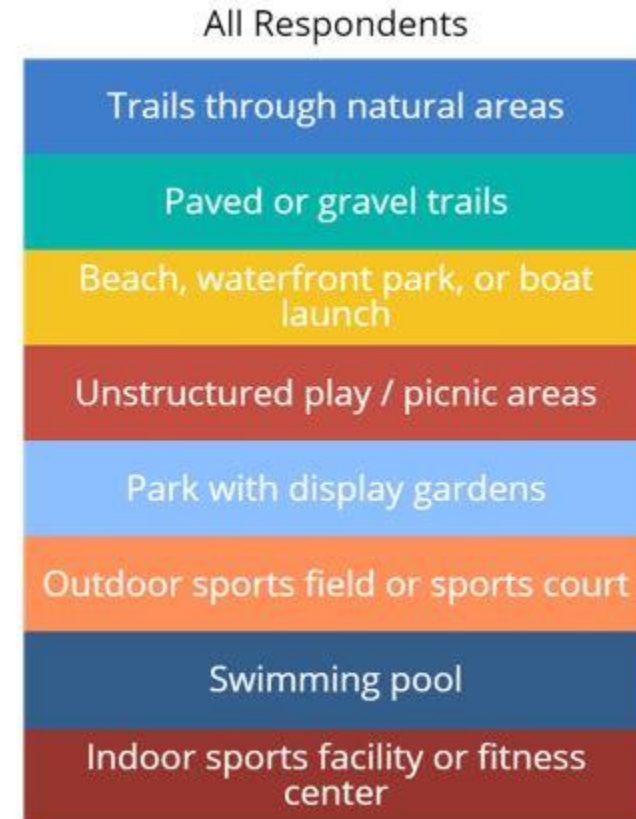 All Respondents
Trails through natural areas
Paved or gravel trails
Beach, waterfront park, or boat
launch
Unstructured play / picnic areas
Park with display gardens
Outdoor sports field or sports court
Swimming pool
Indoor sports facility or fitness
center